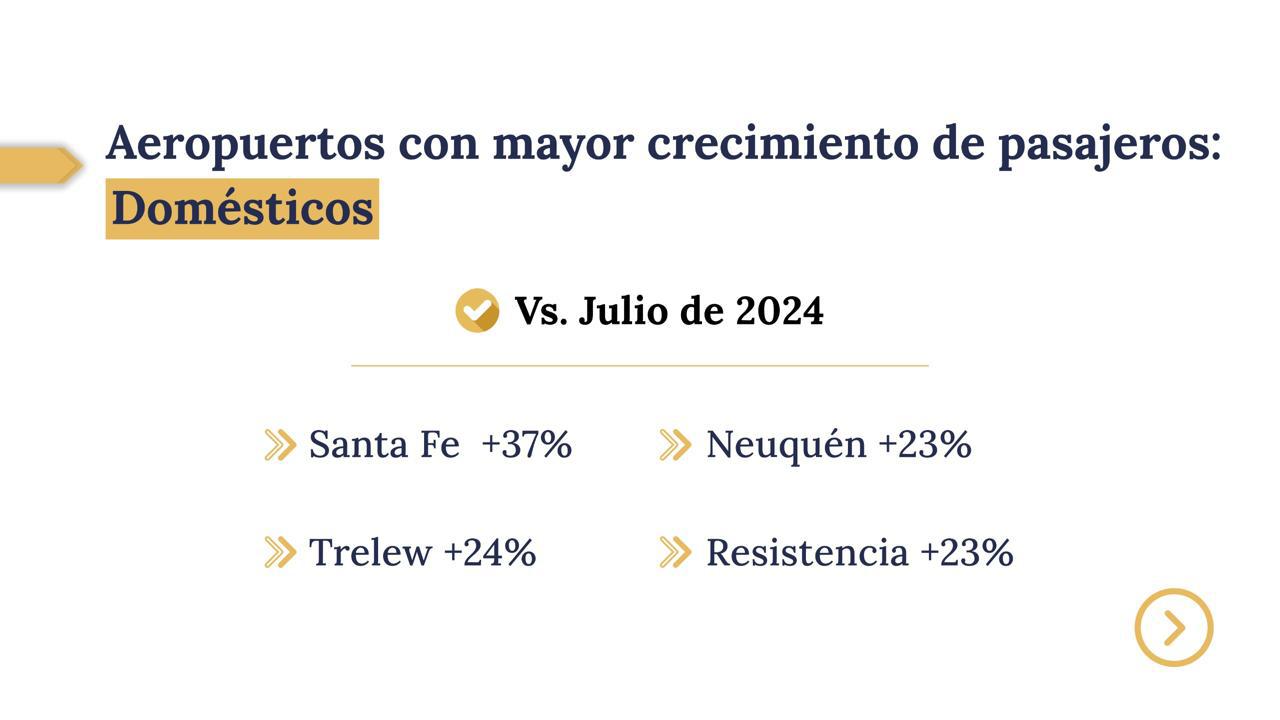 Aeropuertos con mayor crecimiento de pasajeros:
Domésticos
Vs. Julio de 2024
Santa Fe +37%
Neuquén +23%
Trelew +24%
Resistencia +23%